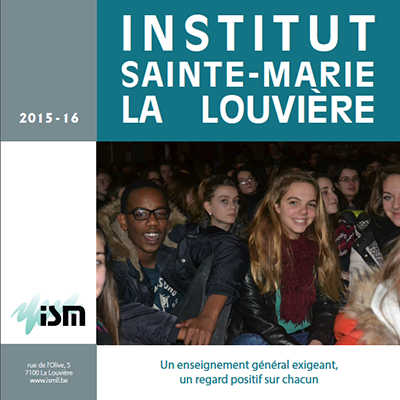 INSTITUT
SAINTE-MARIE
LA LOUVIÈRE
2015-16
ism
rue de l'Olive, 5
7100 La Louvière
www.ismll.be
Un enseignement général exigeant,
un regard positif sur chacun